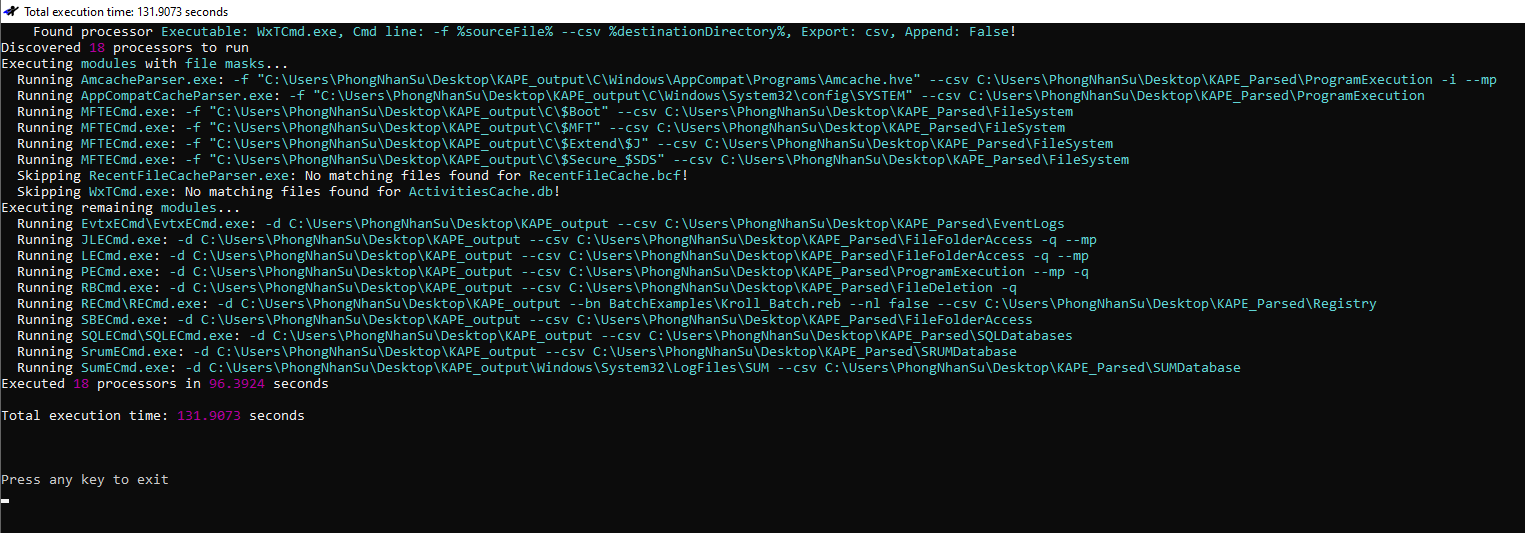 Total execution time: 131.9073 seconds
Found processor Executable: WxTCmd.exe, Cmd line: -f %sourceFile% --csv %destinationDirectory%, Export: csv, Append: False!
Discovered 18 processors to run
Executing modules with file masks...
Running AmcacheParser.exe: -f "C:\Users\PhongNhanSu\Desktop\KAPE_output\C\Windows\AppCompat\Programs\Amcache.hve" --csv C:\Users\PhongNhanSu\Desktop\KAPE_Parsed\ProgramExecution -i --mp
Running AppCompatCacheParser.exe: -f "C:\Users\PhongNhanSu\Desktop\KAPE_output\C\Windows\System32\config\SYSTEM" --csv C:\Users\PhongNhanSu\Desktop\KAPE_Parsed\ProgramExecution
Running MFTECmd.exe: -f "C:\Users\PhongNhanSu\Desktop\KAPE_output\C\$Boot" --csv C:\Users\PhongNhanSu\Desktop\KAPE_Parsed\FileSystem
Running MFTECmd.exe: -f "C:\Users\PhongNhanSu\Desktop\KAPE_output\C\$MFT" --csv C:\Users\PhongNhanSu\Desktop\KAPE_Parsed\FileSystem
Running MFTECmd.exe: -f "C:\Users\PhongNhanSu\Desktop\KAPE_output\C\$Extend\$J" --csv C:\Users\PhongNhanSu\Desktop\KAPE_Parsed\FileSystem
Running MFTECmd.exe: -f "C:\Users\PhongNhanSu\Desktop\KAPE_output\C\$Secure_$SDS" --csv C:\Users\PhongNhanSu\Desktop\KAPE_Parsed\FileSystem
Skipping RecentFileCacheParser.exe: No matching files found for RecentFileCache.bcf!
Skipping WxTCmd.exe: No matching files found for ActivitiesCache.db!
Executing remaining modules...
Running EvtxECmd\EvtxECmd.exe: -d C:\Users\PhongNhanSu\Desktop\KAPE_output --csv C:\Users\PhongNhanSu\Desktop\KAPE_Parsed\EventLogs
Running JLECmd.exe: -d C:\Users\PhongNhanSu\Desktop\KAPE_output --csv C:\Users\PhongNhanSu\Desktop\KAPE_Parsed\FileFolderAccess -q --mp
Running LECmd.exe: -d C:\Users\PhongNhanSu\Desktop\KAPE_output --csv C:\Users\PhongNhanSu\Desktop\KAPE_Parsed\FileFolderAccess -q --mp
Running PECmd.exe: -d C:\Users\PhongNhanSu\Desktop\KAPE_output --csv C:\Users\PhongNhanSu\Desktop\KAPE_Parsed\ProgramExecution --mp -q
Running RBCmd.exe: -d C:\Users\PhongNhanSu\Desktop\KAPE_output --csv C:\Users\PhongNhanSu\Desktop\KAPE_Parsed\FileDeletion -q
Running RECmd\RECmd.exe: -d C:\Users\PhongNhanSu\Desktop\KAPE_output --bn BatchExamples\Kroll_Batch.reb --nl false --csv C:\Users\PhongNhanSu\Desktop\KAPE_Parsed\Registry
Running SBECmd.exe: -d C:\Users\PhongNhanSu\Desktop\KAPE_output --csv C:\Users\PhongNhanSu\Desktop\KAPE_Parsed\FileFolderAccess
Running SQLECmd\SQLECmd.exe: -d C:\Users\PhongNhanSu\Desktop\KAPE_output --csv C:\Users\PhongNhanSu\Desktop\KAPE_Parsed\SQLDatabases
Running SrumECmd.exe: -d C:\Users\PhongNhanSu\Desktop\KAPE_output --csv C:\Users\PhongNhanSu\Desktop\KAPE_Parsed\SRUMDatabase
Running SumECmd.exe: -d C:\Users\PhongNhanSu\Desktop\KAPE_output\Windows\System32\LogFiles\SUM --csv C:\Users\PhongNhanSu\Desktop\KAPE_Parsed\SUMDatabase
Executed 18 processors in 96.3924 seconds
Total execution time: 131.9073 seconds
Press any key to exit